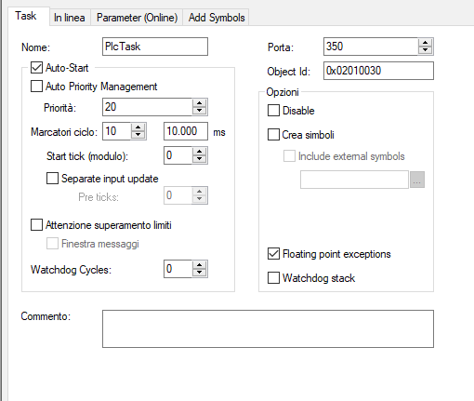 Task In linea Parameter (Online) Add Symbols
Nome: PlcTask
Porta: 350
Auto-Start
Object Id: 0x02010030
Auto Priority Management
Opzioni
Priorità: 20
Disable
Marcatori ciclo: 10 10.000 ms
Crea simboli
Start tick (modulo): 0
Include external symbols
...
Separate input update
Pre ticks: 0
Attenzione superamento limiti
Finestra messaggi
Floating point exceptions
Watchdog Cycles: 0
Watchdog stack
Commento: